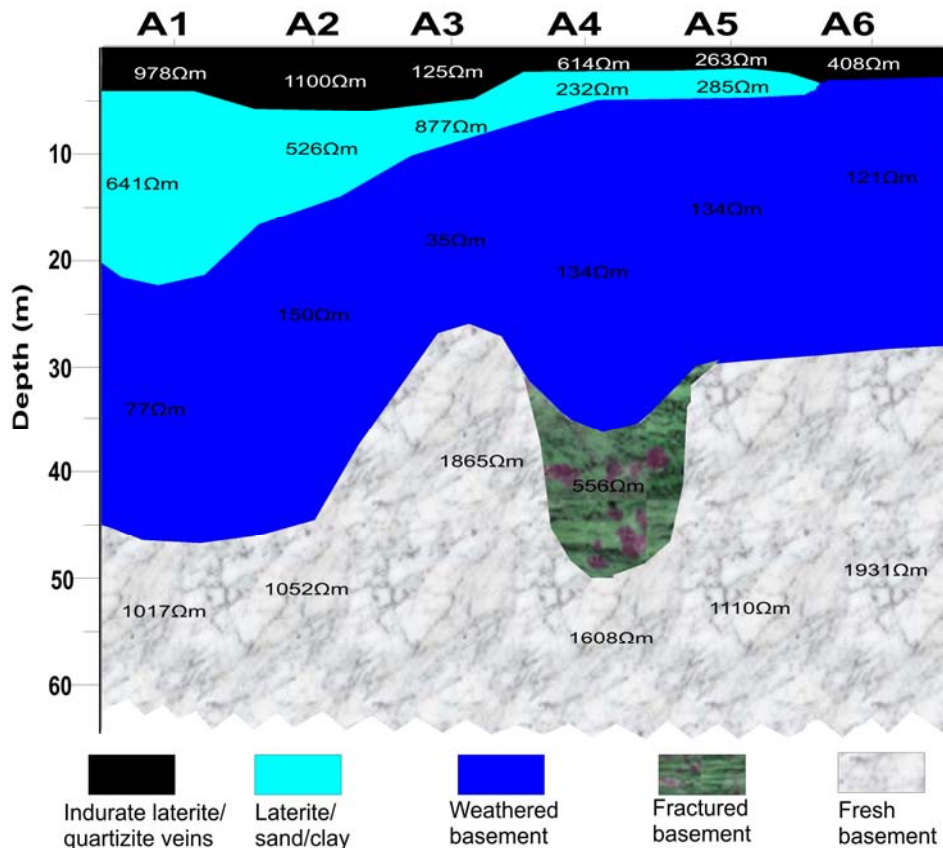 A1 A2 A3 A4 A5 A6
978Ωm 1100Ωm 125Ωm 614Ωm 263Ωm 408Ωm
232Ωm 285Ωm
877Ωm
526Ωm
10
641Ωm
121Ωm
134Ωm
35Ωm
20
134Ωm
150Ωm
Depth (m)
30
77Ωm
1865Ωm
40
556Ωm
50
1931Ωm
1017Ωm 1052Ωm 1110Ωm
1608Ωm
60
Indurate laterite/
quartizite veins
Laterite/
sand/clay
Weathered
basement
Fractured
basement
Fresh
basement